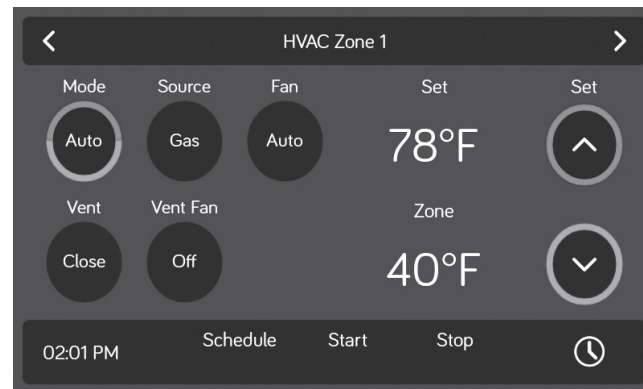 HVAC Zone 1
Mode Source Fan Set Set
Auto Gas Auto 78°F
Vent Vent Fan Zone
Close Off 40°F
02:01 PM Schedule Start Stop